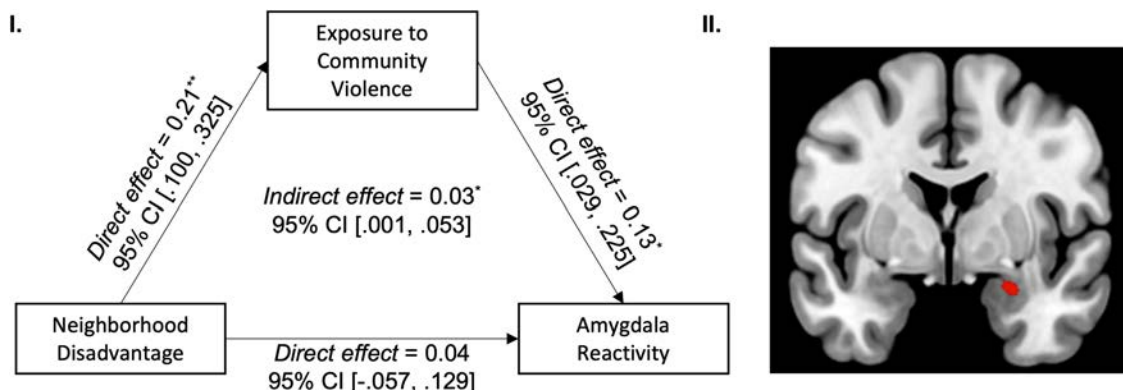 I.
Exposure to
Community
Violence
II.
Direct effect = 0.21**
95% CI [.100, .325]
Direct effect = 0.13*
95% CI [.029, .225]
Indirect effect = 0.03*
95% CI [.001, .053]
Neighborhood
Disadvantage
Amygdala
Reactivity
Direct effect = 0.04
95% CI [-.057, .129]